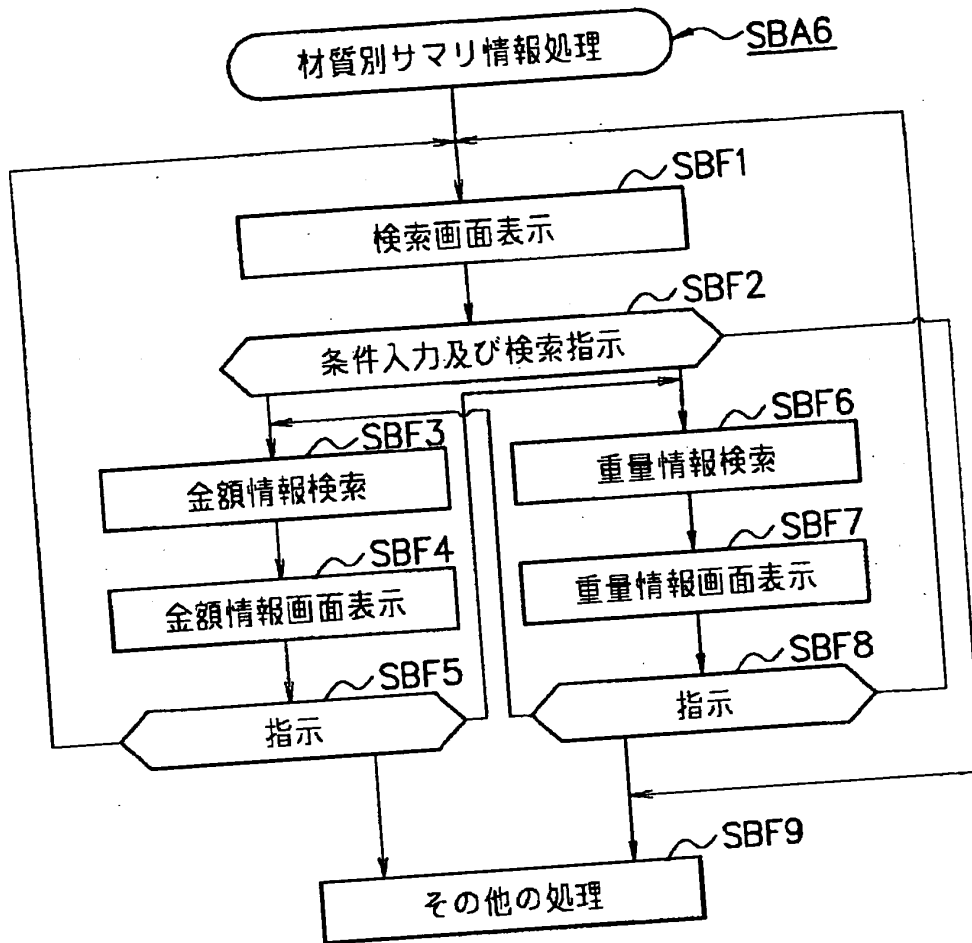 材質別サマリ情報処理
SBA6
SBF1
検索画面表示
SBF2
条件入力及び検索指示
SBF3
金額情報検索
SBF4
金額情報画面表示
SBF5
指示
SBF6
重量情報検索
SBF7
重量情報画面表示
SBF8
指示
SBF9
その他の処理